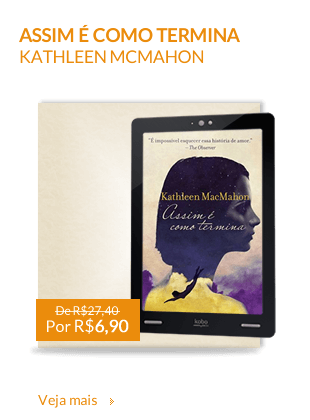 ASSIM É COMO TERMINA
KATHLEEN MCMAHON
"É impossível esquecer essa história de amor."
– The Observer
Kathleen MacMahon
Assim é
como termina
De R$27,40
Por R$6,90
kobo
Veja mais